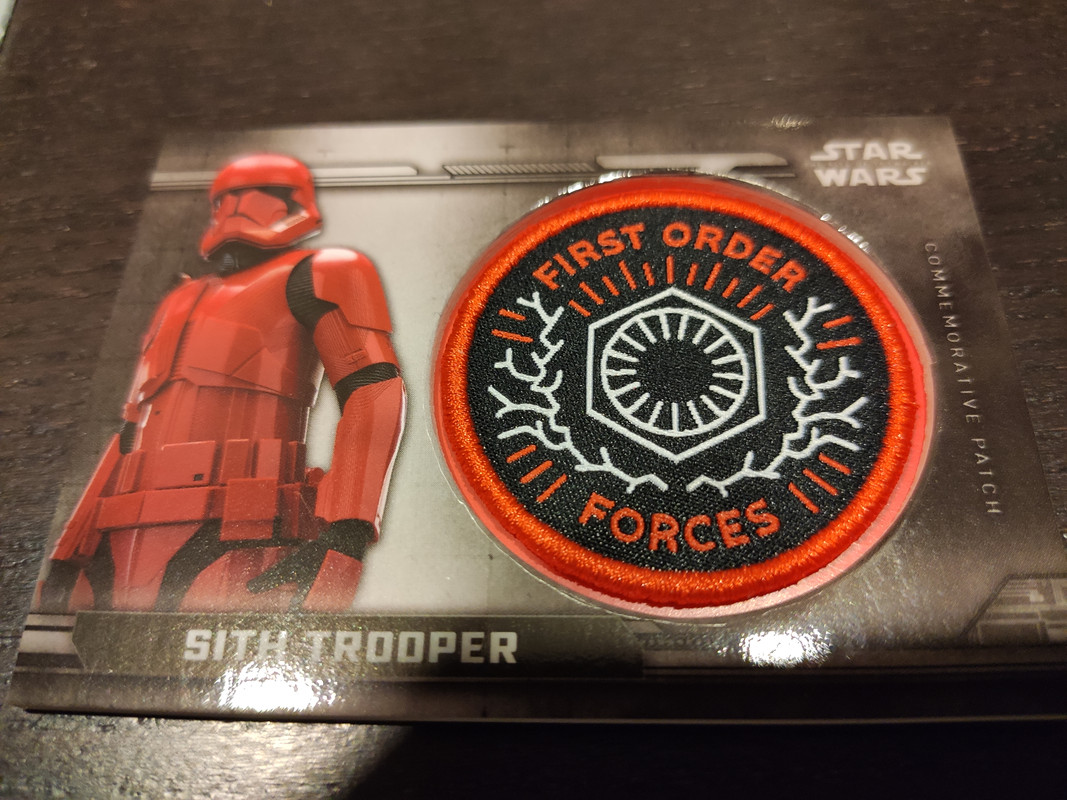 STAR
WARS
FIRST ORDER
FORCES
COMMEMORATIVE PATCH
SITH TROOPER